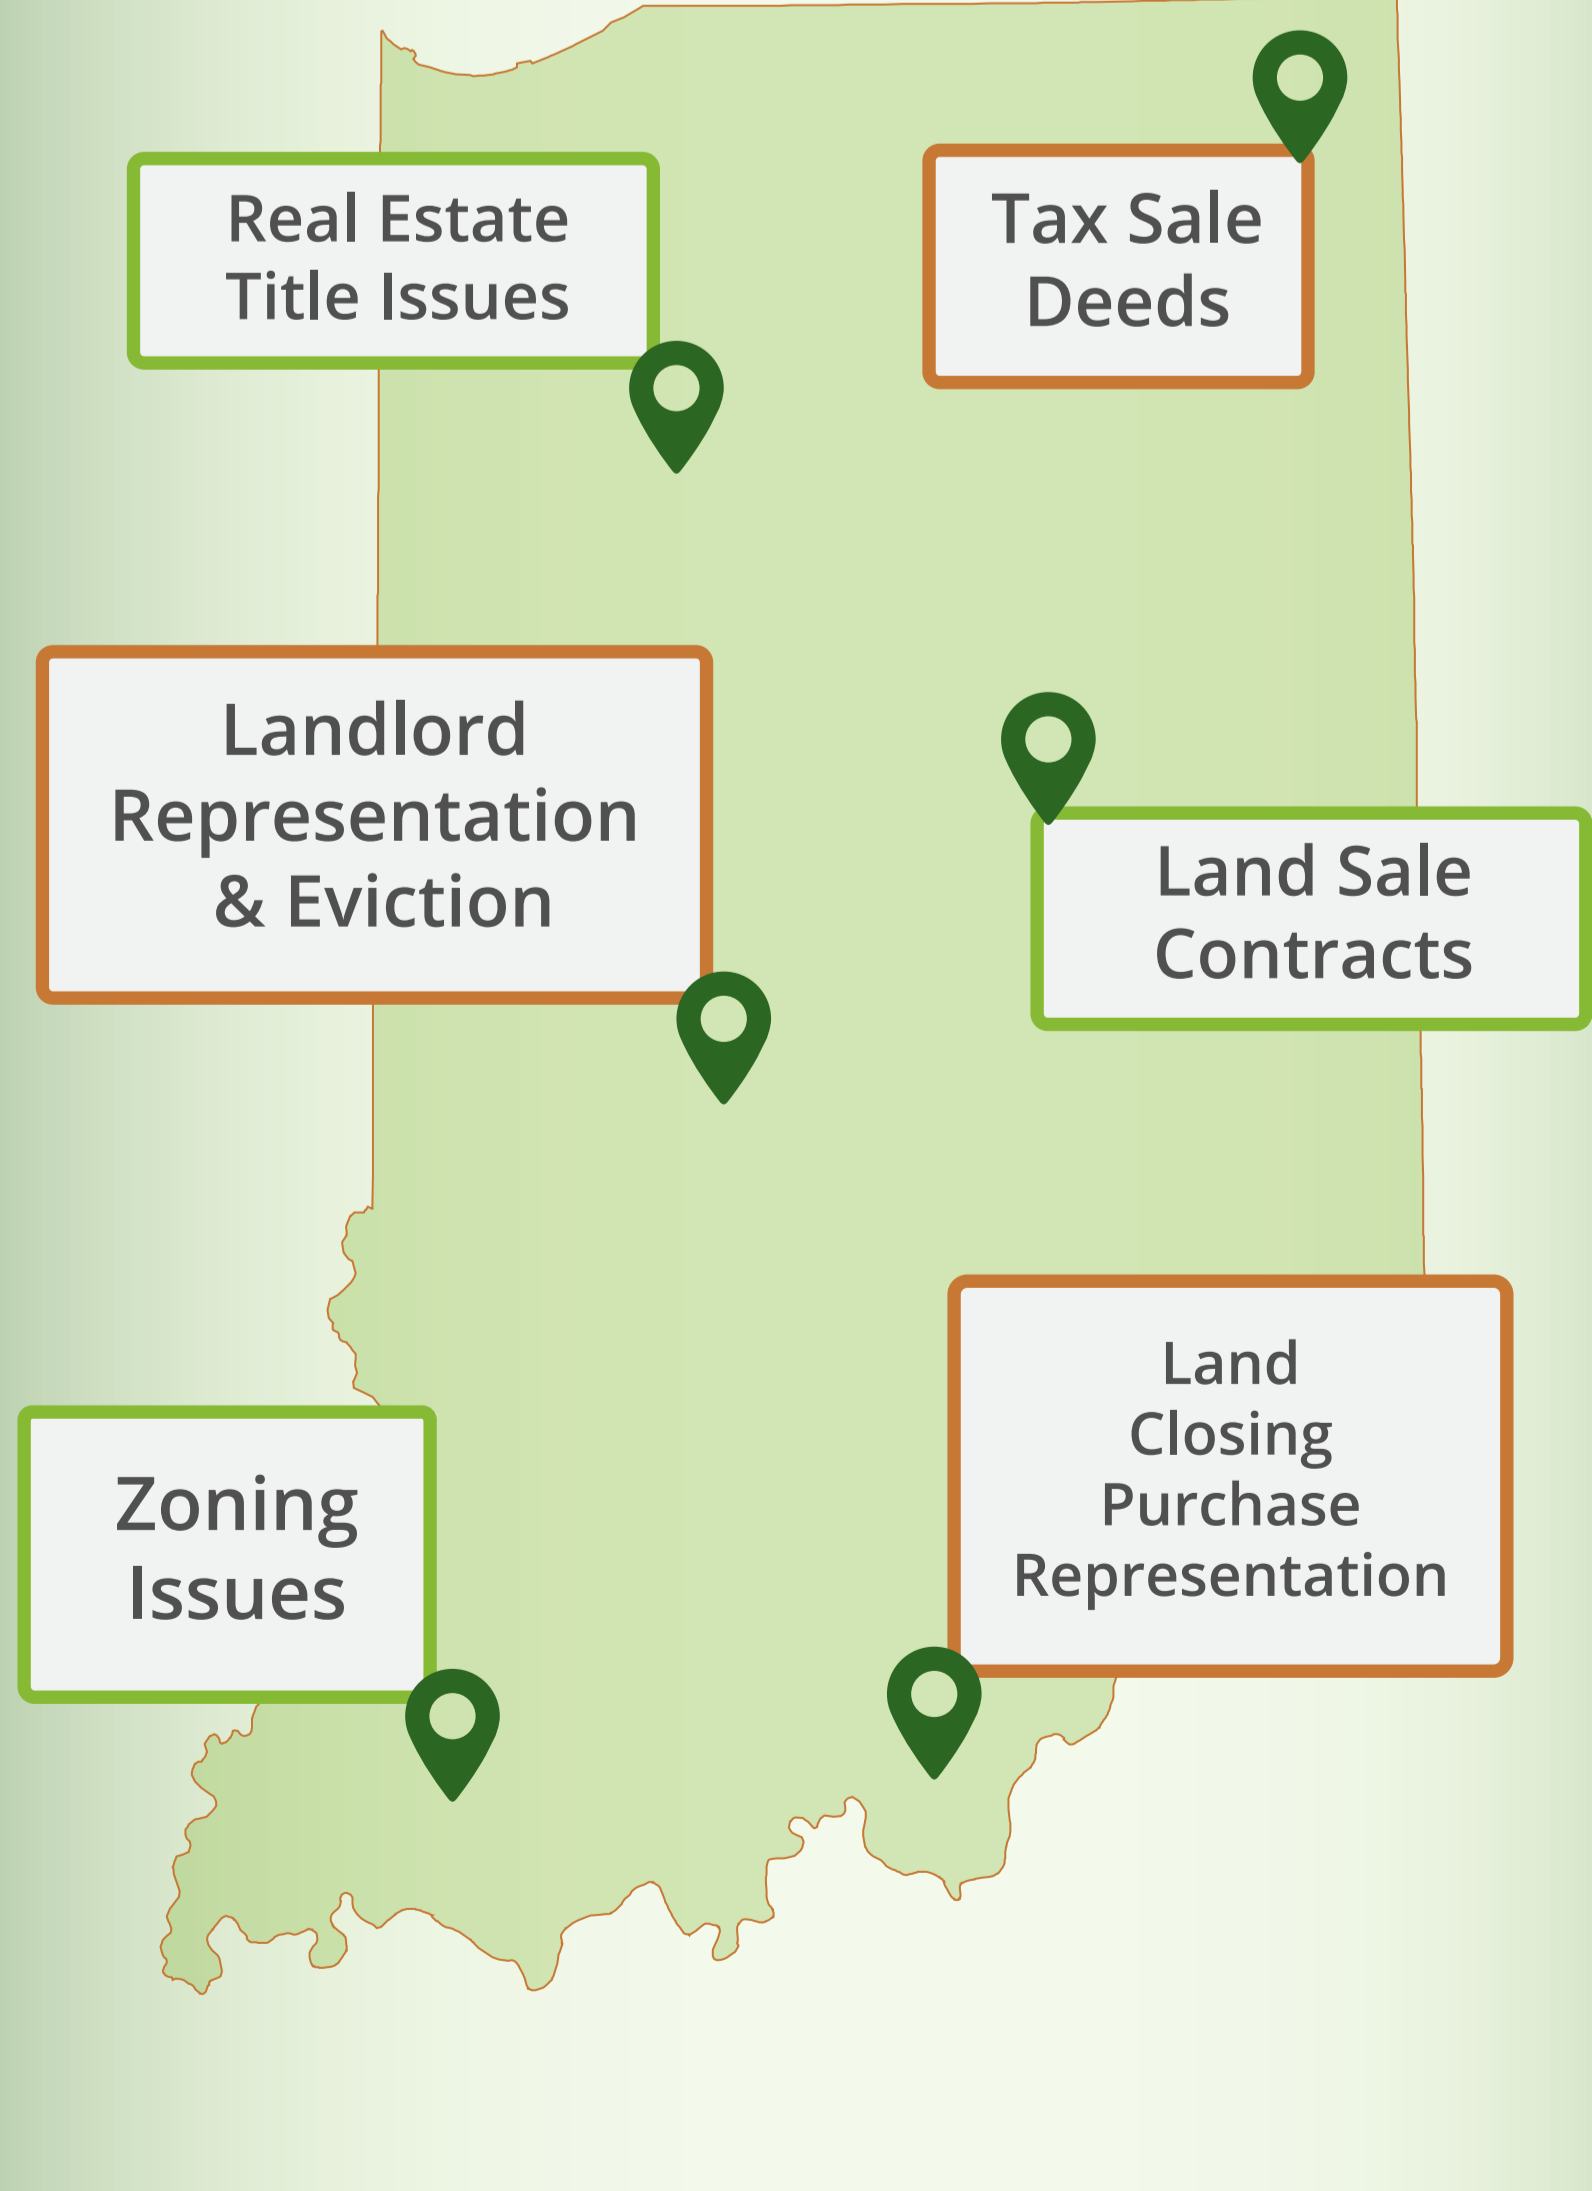 Real Estate
Title Issues
Tax Sale
Deeds
Landlord
Representation
& Eviction
Land Sale
Contracts
Land
Closing
Purchase
Representation
Zoning
Issues